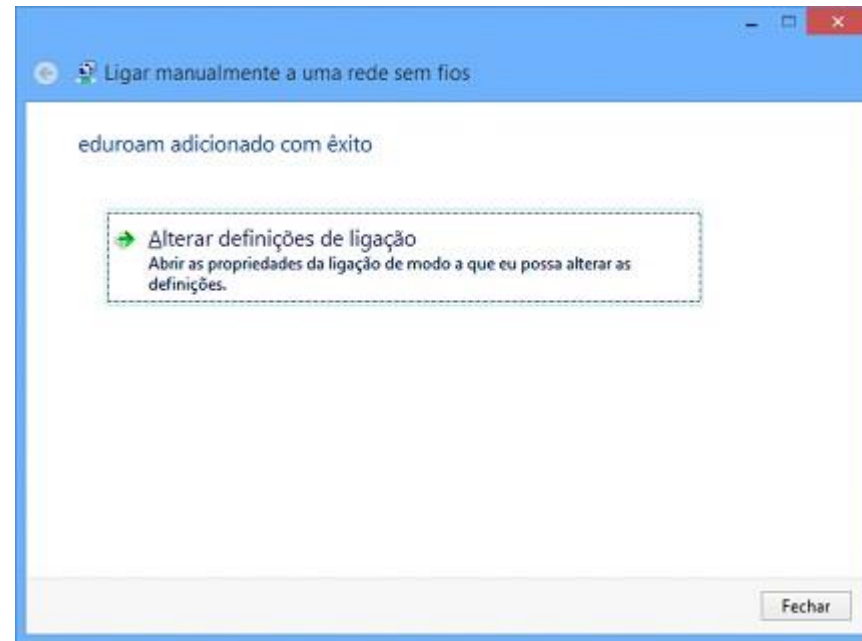 Ligar manualmente a uma rede sem fios
eduroam adicionado com êxito
Alterar definições de ligação
Abrir as propriedades da ligação de modo a que eu possa alterar as
definições.
Fechar